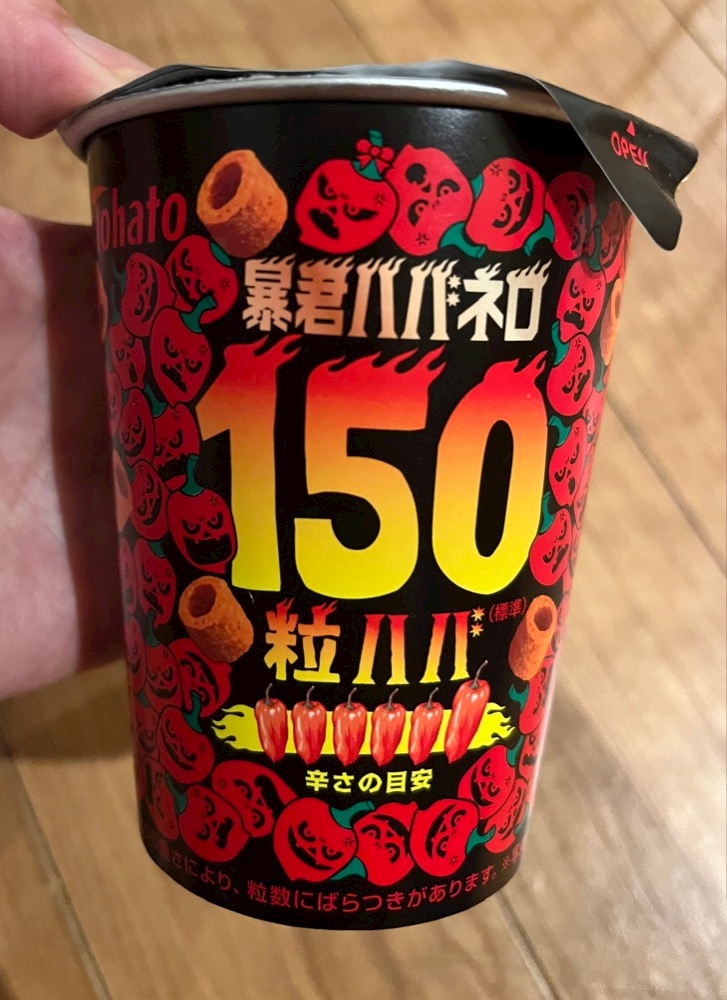 OPEN
Tohato
暴君ハバネロ
150
粒ハバ(標準)
辛さの目安
さにより、粒数にばらつきがあります。※